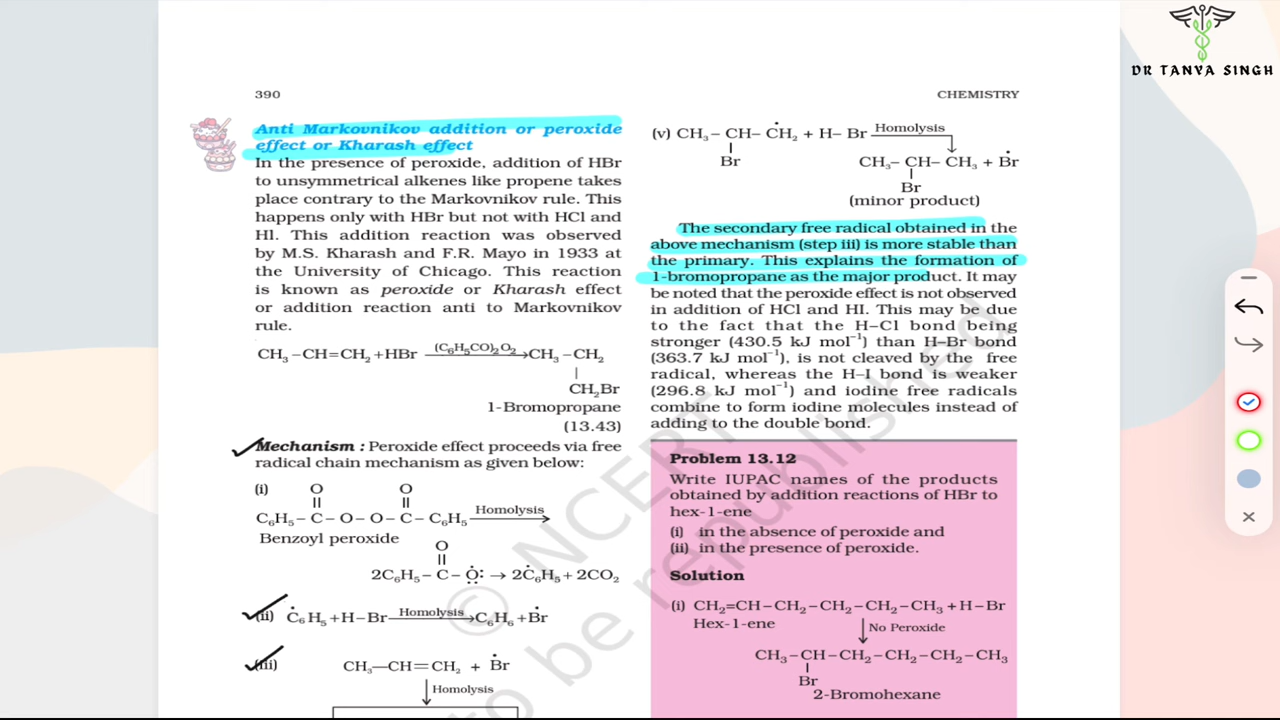 DR TANYA SINGH
390
CHEMISTRY
Anti Markovnikov addition or peroxide
effect or Kharash effect
In the presence of peroxide, addition of HBr
to unsymmetrical alkenes like propene takes
place contrary to the Markovnikov rule. This
happens only with HBr but not with HCl and
Hl. This addition reaction was observed
by M.S. Kharash and F.R. Mayo in 1933 at
the University of Chicago. This reaction
is known as peroxide or Kharash effect
or addition reaction anti to Markovnikov
rule.
CH₃ – CH=CH₂ + HBr (C₆H₅CO)₂O₂ → CH₃ – CH₂
|
CH₂Br
1-Bromopropane
(13.43)
Mechanism : Peroxide effect proceeds via free
radical chain mechanism as given below:
(i) O O
|| ||
C₆H₅ – C – O – O – C – C₆H₅ Homolysis →
Benzoyl peroxide
O
||
2C₆H₅ – C – Ȯ: → 2Ċ₆H₅ + 2CO₂
(ii) Ċ₆H₅ + H – Br Homolysis → C₆H₆ + Ḃr
(iii) CH₃—CH=CH₂ + Ḃr
↓ Homolysis
(v) CH₃ – CH – ĊH₂ + H – Br Homolysis
|
Br
CH₃ – CH – CH₃ + Ḃr
|
Br
(minor product)
The secondary free radical obtained in the
above mechanism (step iii) is more stable than
the primary. This explains the formation of
1-bromopropane as the major product. It may
be noted that the peroxide effect is not observed
in addition of HCl and HI. This may be due
to the fact that the H–Cl bond being
stronger (430.5 kJ mol⁻¹) than H–Br bond
(363.7 kJ mol⁻¹), is not cleaved by the free
radical, whereas the H–I bond is weaker
(296.8 kJ mol⁻¹) and iodine free radicals
combine to form iodine molecules instead of
adding to the double bond.
Problem 13.12
Write IUPAC names of the products
obtained by addition reactions of HBr to
hex-1-ene
(i) in the absence of peroxide and
(ii) in the presence of peroxide.
Solution
(i) CH₂=CH–CH₂–CH₂–CH₂–CH₃ + H–Br
Hex-1-ene
↓ No Peroxide
CH₃–CH–CH₂–CH₂–CH₂–CH₃
|
Br
2-Bromohexane
© NCERT
to be republished